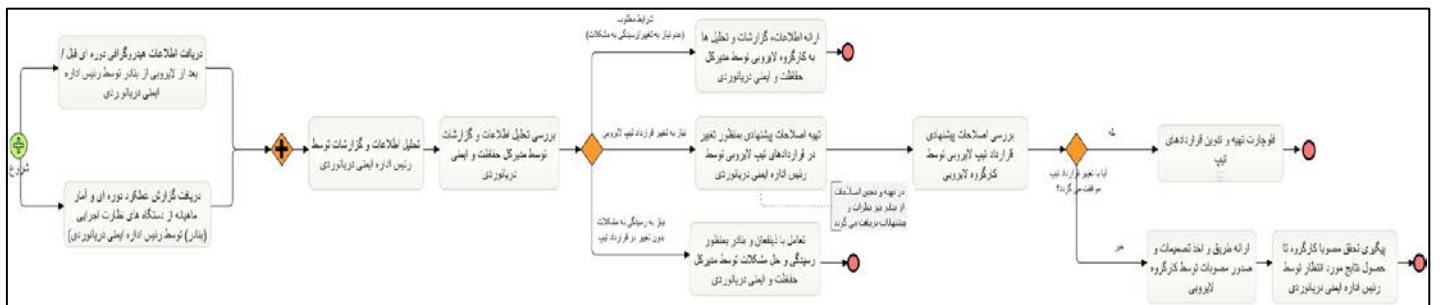 دریافت اطلاعات هیدروگرافی دوره ای قبل /
بعد از لایروبی از بنادر توسط رئیس اداره
ایمنی دریانوردی
شروع
دریافت گزارش عملکرد دوره ای و آمار
ماهیانه از دستگاه های نظارت اجرایی
(بنادر) توسط رئیس اداره ایمنی دریانوردی)
تحلیل اطلاعات و گزارشات توسط
رئیس اداره ایمنی دریانوردی
بررسی تحلیل اطلاعات و گزارشات
توسط مدیرکل حفاظت و ایمنی
دریانوردی
شرایط مطلوب
(عدم نیاز به تغییر/رسیدگی به مشکلات)
ارائه اطلاعات، گزارشات و تحلیل ها
به کارگروه لایروبی توسط مدیرکل
حفاظت و ایمنی دریانوردی
نیاز به تغییر قرارداد تیپ لایروبی
تهیه اصلاحات پیشنهادی بمنظور تغییر
در قراردادهای تیپ لایروبی توسط
رئیس اداره ایمنی دریانوردی
در تهیه و تدوین اصلاحات
از بنادر نیز نظرات و
پیشنهادات دریافت می گردد
نیاز به رسیدگی به مشکلات
بدون تغییر در قرارداد تیپ
تعامل با ذینفعان و بنادر بمنظور
رسیدگی و حل مشکلات توسط مدیرکل
حفاظت و ایمنی دریانوردی
بررسی اصلاحات پیشنهادی
قرارداد تیپ لایروبی توسط
کارگروه لایروبی
آیا با تغییر قرارداد تیپ
موافقت می گردد؟
بله
فلوچارت تهیه و تدوین قراردادهای
تیپ
خیر
ارائه طریق و اخذ تصمیمات و
صدور مصوبات توسط کارگروه
لایروبی
پیگیری تحقق مصوبا کارگروه تا
حصول نتایج مورد انتظار توسط
رئیس اداره ایمنی دریانوردی